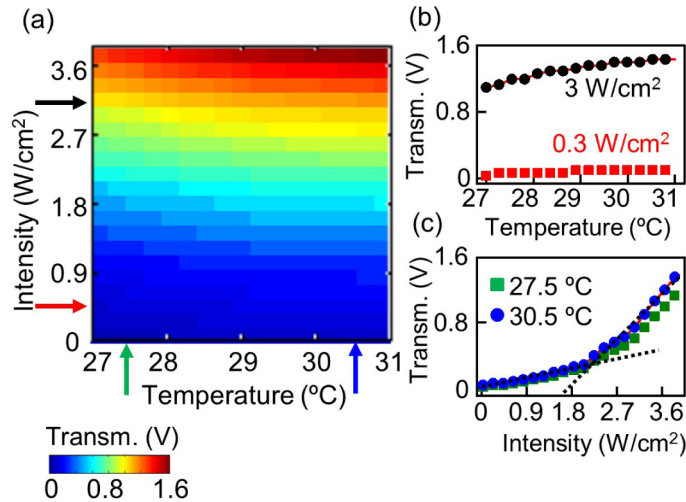 (a)
3.6
2.7
1.8
0.9
0
Intensity (W/cm²)
27 28 29 30 31
Temperature (ºC)
Transm. (V)
0 0.8 1.6
(b)
1.6
0.8
0
Transm. (V)
3 W/cm²
0.3 W/cm²
27 28 29 30 31
Temperature (ºC)
(c)
1.6
0.8
0
Transm. (V)
27.5 ºC
30.5 ºC
0 0.9 1.8 2.7 3.6
Intensity (W/cm²)